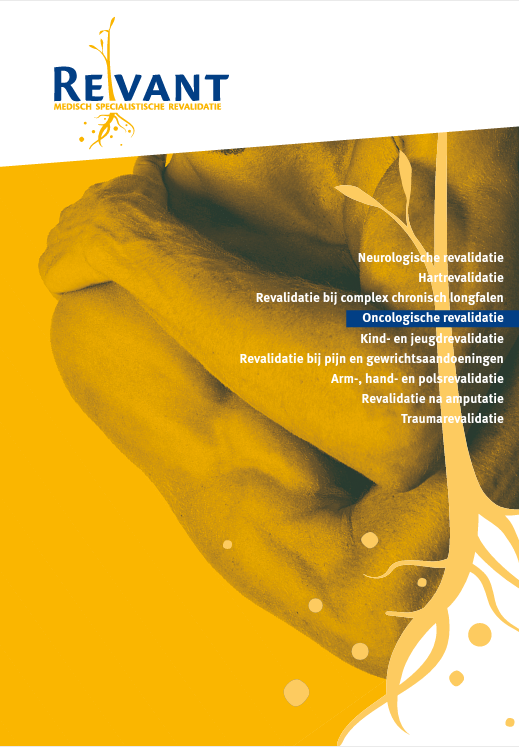 REVANT
MEDISCH SPECIALISTISCHE REVALIDATIE
Neurologische revalidatie
Hartrevalidatie
Revalidatie bij complex chronisch longfalen
Oncologische revalidatie
Kind- en jeugdrevalidatie
Revalidatie bij pijn en gewrichtsaandoeningen
Arm-, hand- en polsrevalidatie
Revalidatie na amputatie
Traumarevalidatie